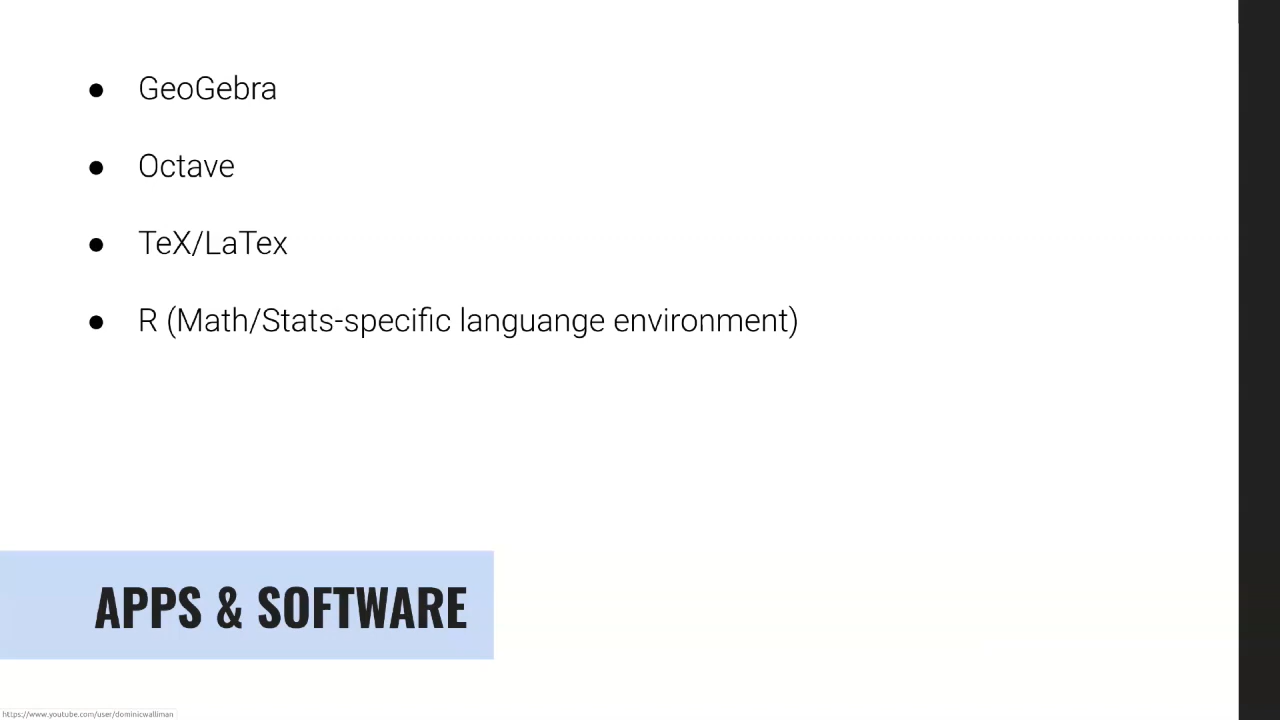 ● GeoGebra
● Octave
● TeX/LaTex
● R (Math/Stats-specific languange environment)
APPS & SOFTWARE
https://www.youtube.com/user/dominicwalliman